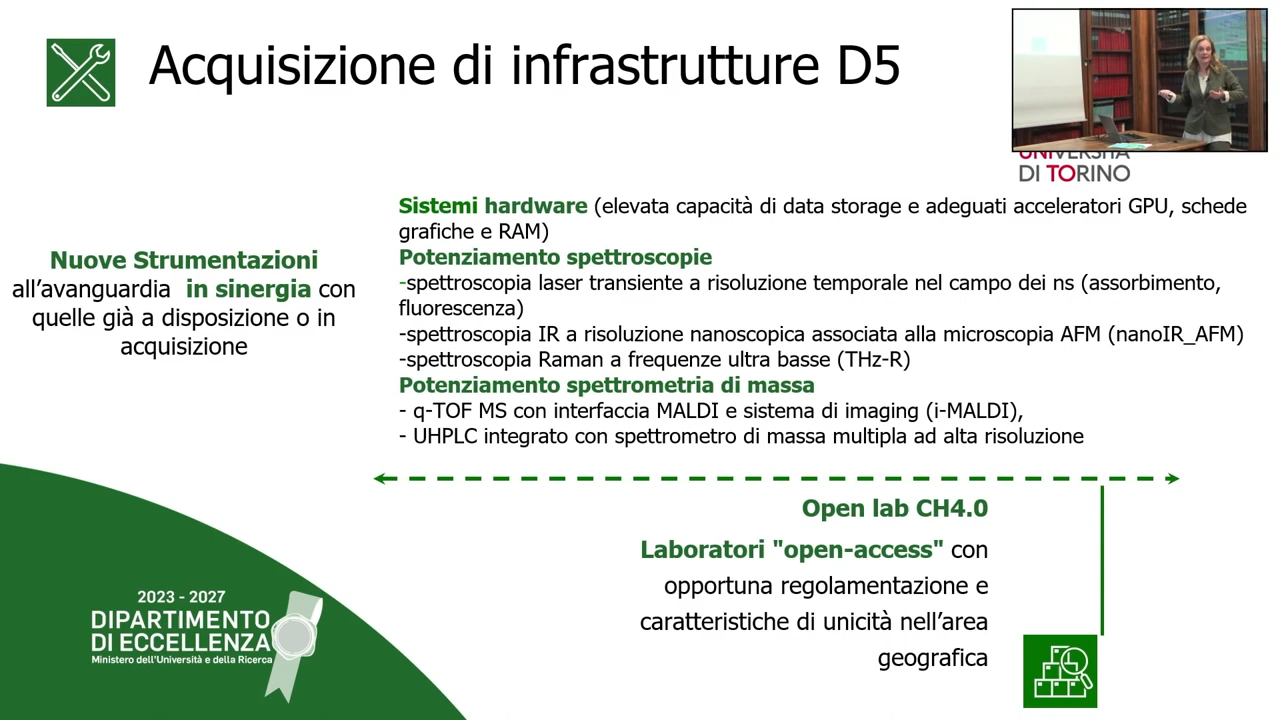 Acquisizione di infrastrutture D5
UNIVERSITÀ
DI TORINO
Nuove Strumentazioni
all’avanguardia in sinergia con
quelle già a disposizione o in
acquisizione
Sistemi hardware (elevata capacità di data storage e adeguati acceleratori GPU, schede
grafiche e RAM)
Potenziamento spettroscopie
-spettroscopia laser transiente a risoluzione temporale nel campo dei ns (assorbimento,
fluorescenza)
-spettroscopia IR a risoluzione nanoscopica associata alla microscopia AFM (nanoIR_AFM)
-spettroscopia Raman a frequenze ultra basse (THz-R)
Potenziamento spettrometria di massa
- q-TOF MS con interfaccia MALDI e sistema di imaging (i-MALDI),
- UHPLC integrato con spettrometro di massa multipla ad alta risoluzione
Open lab CH4.0
Laboratori "open-access" con
opportuna regolamentazione e
caratteristiche di unicità nell’area
geografica
2023 - 2027
DIPARTIMENTO
DI ECCELLENZA
Ministero dell'Università e della Ricerca